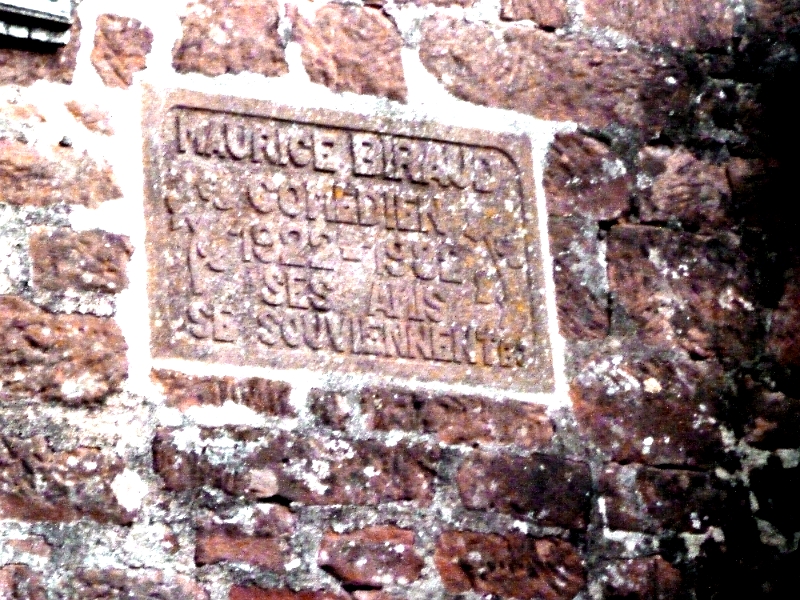 MAURICE BIRAUD
COMEDIEN
1922 - 1982
SES AMIS
SE SOUVIENNENT